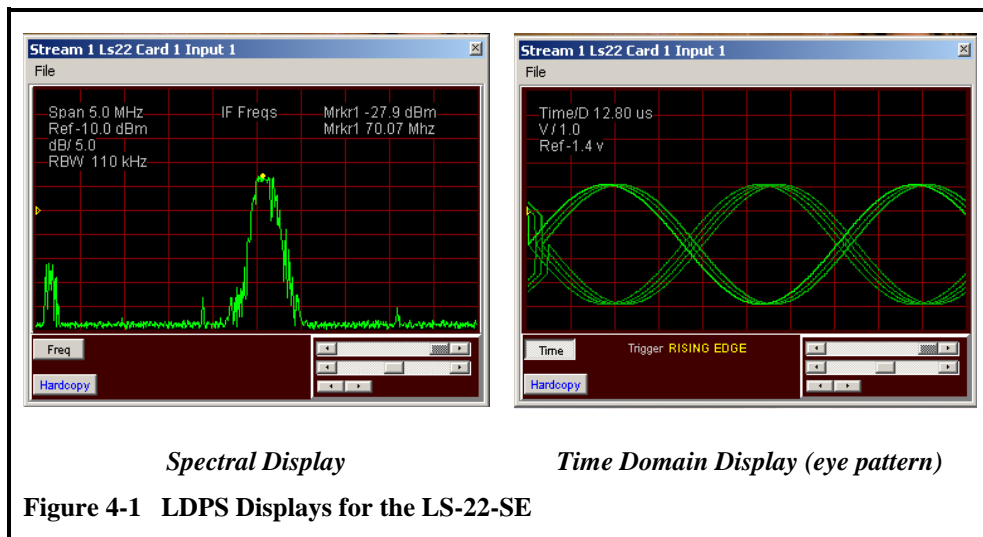 Stream 1 Ls22 Card 1 Input 1
File
Span 5.0 MHz IF Freqs Mrkr1 -27.9 dBm
Ref-10.0 dBm Mrkr1 70.07 Mhz
dB/ 5.0
RBW 110 kHz
Freq
Hardcopy
Stream 1 Ls22 Card 1 Input 1
File
Time/D 12.80 us
V/ 1.0
Ref-1.4 v
Time Trigger RISING EDGE
Hardcopy
Spectral Display
Time Domain Display (eye pattern)
Figure 4-1 LDPS Displays for the LS-22-SE